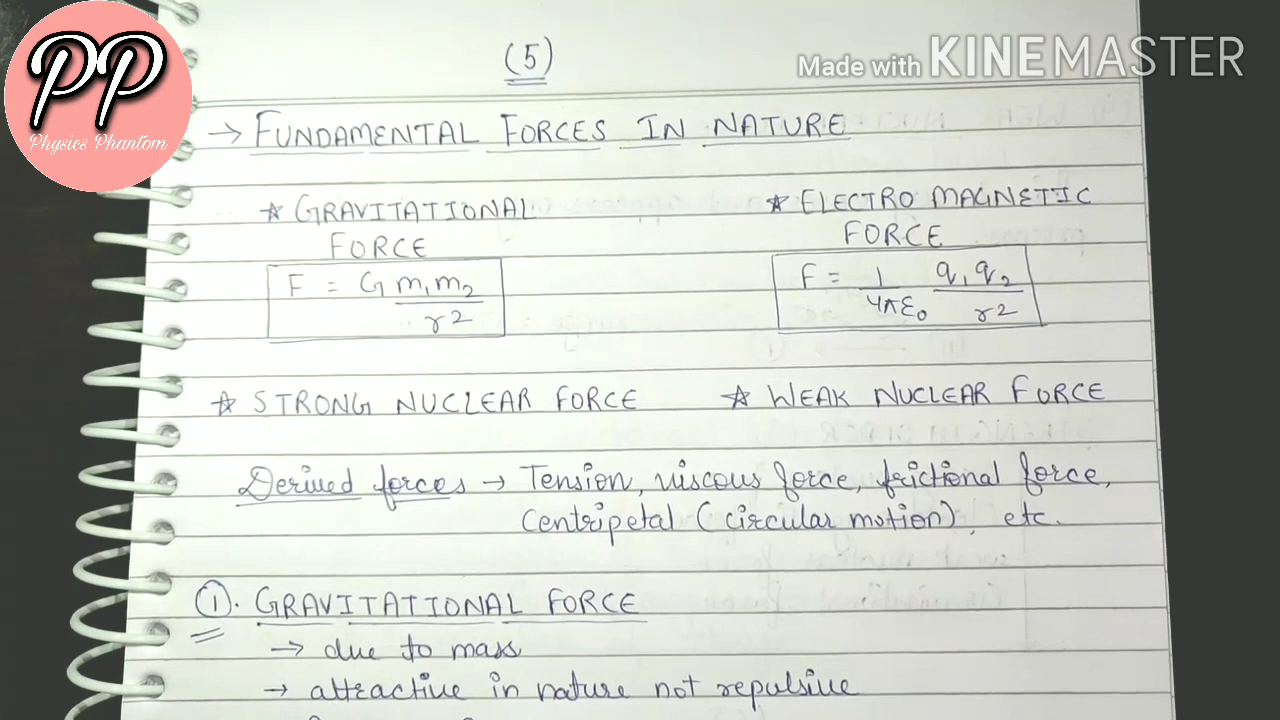 PP
Physics Phantom
Made with KINEMASTER
(5)
→ FUNDAMENTAL FORCES IN NATURE
☆ GRAVITATIONAL FORCE
F = G m₁m₂ / r²
☆ ELECTRO MAGNETIC FORCE
F = 1 / 4πε₀ q₁q₂ / r²
☆ STRONG NUCLEAR FORCE ☆ WEAK NUCLEAR FORCE
Derived forces → Tension, viscous force, frictional force,
Centripetal (circular motion), etc.
①. GRAVITATIONAL FORCE
→ due to mass
→ attractive in nature not repulsive